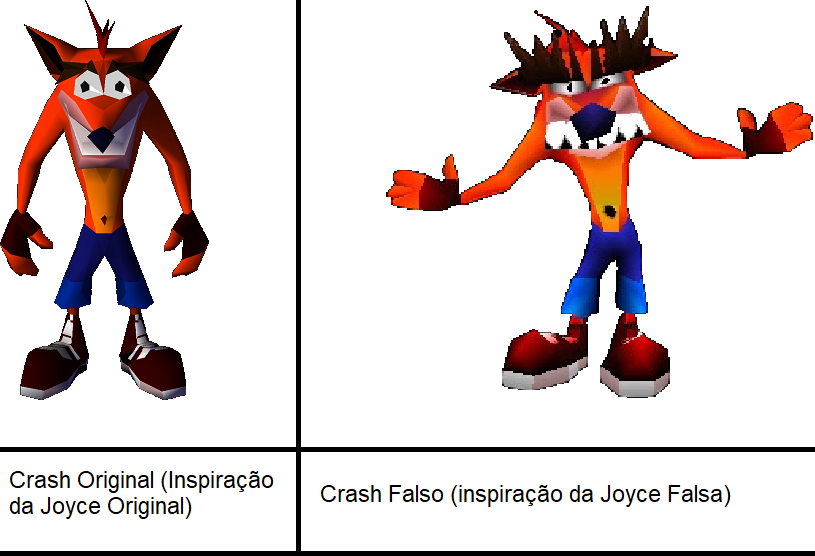 Crash Original (Inspiração
da Joyce Original)
Crash Falso (inspiração da Joyce Falsa)